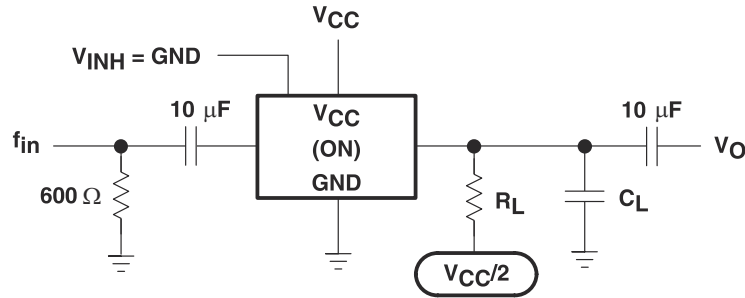 VCC
VINH = GND
10 μF
VCC
10 μF
fin
(ON)
VO
GND
600 Ω
RL
CL
VCC/2